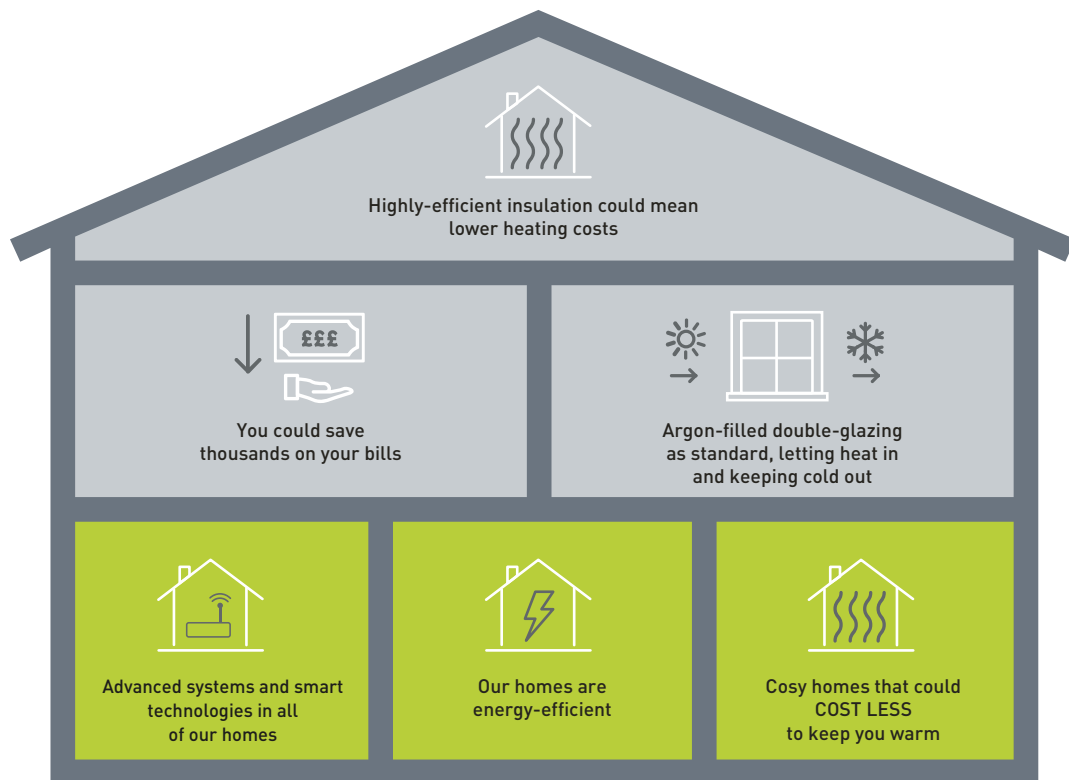 Highly-efficient insulation could mean
lower heating costs
£££
You could save
thousands on your bills
Argon-filled double-glazing
as standard, letting heat in
and keeping cold out
Advanced systems and smart
technologies in all
of our homes
Our homes are
energy-efficient
Cosy homes that could
COST LESS
to keep you warm